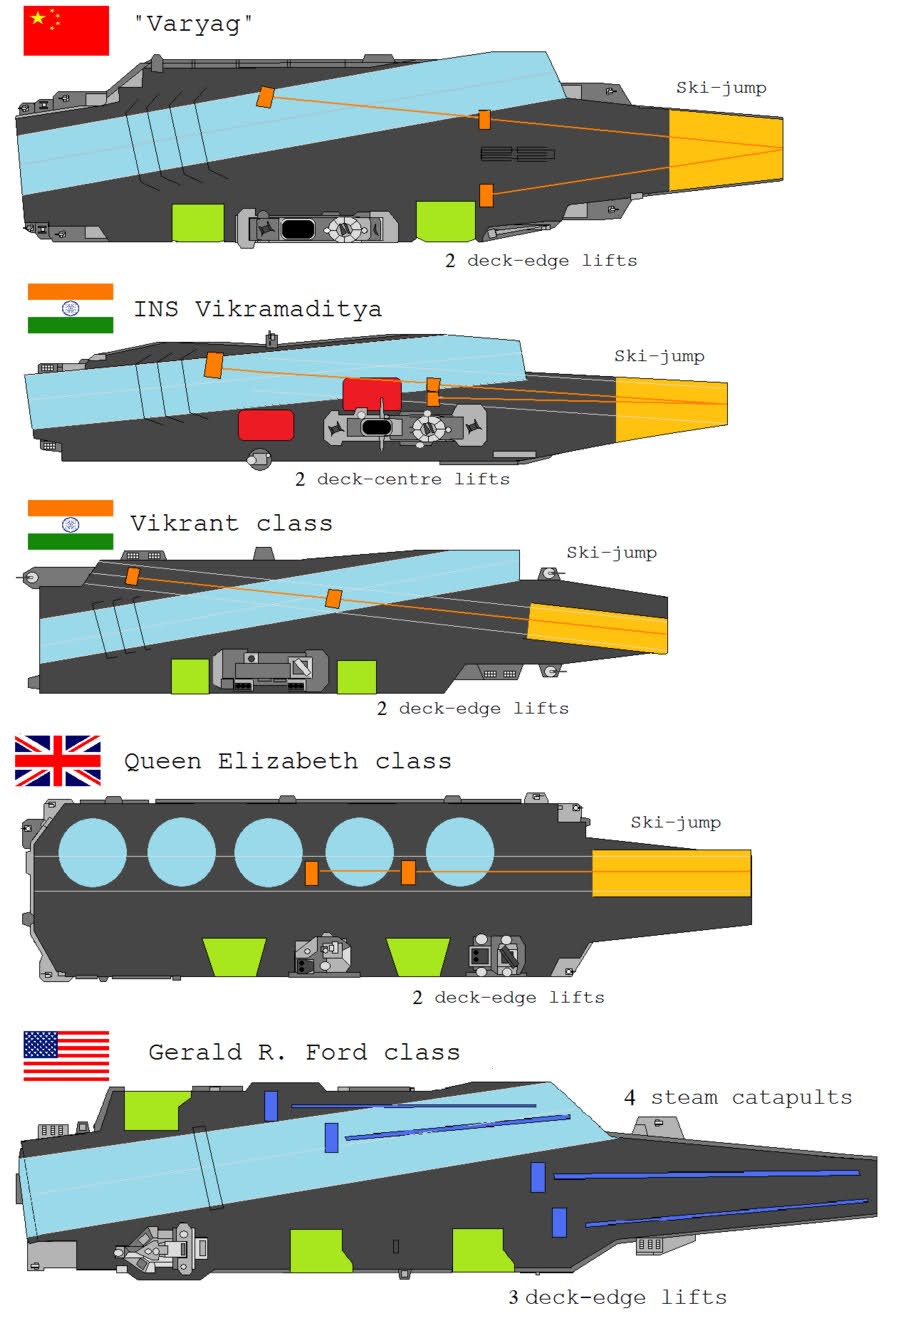 "Varyag"
Ski-jump
2 deck-edge lifts
INS Vikramaditya
Ski-jump
2 deck-centre lifts
Vikrant class
Ski-jump
2 deck-edge lifts
Queen Elizabeth class
Ski-jump
2 deck-edge lifts
Gerald R. Ford class
4 steam catapults
3 deck-edge lifts